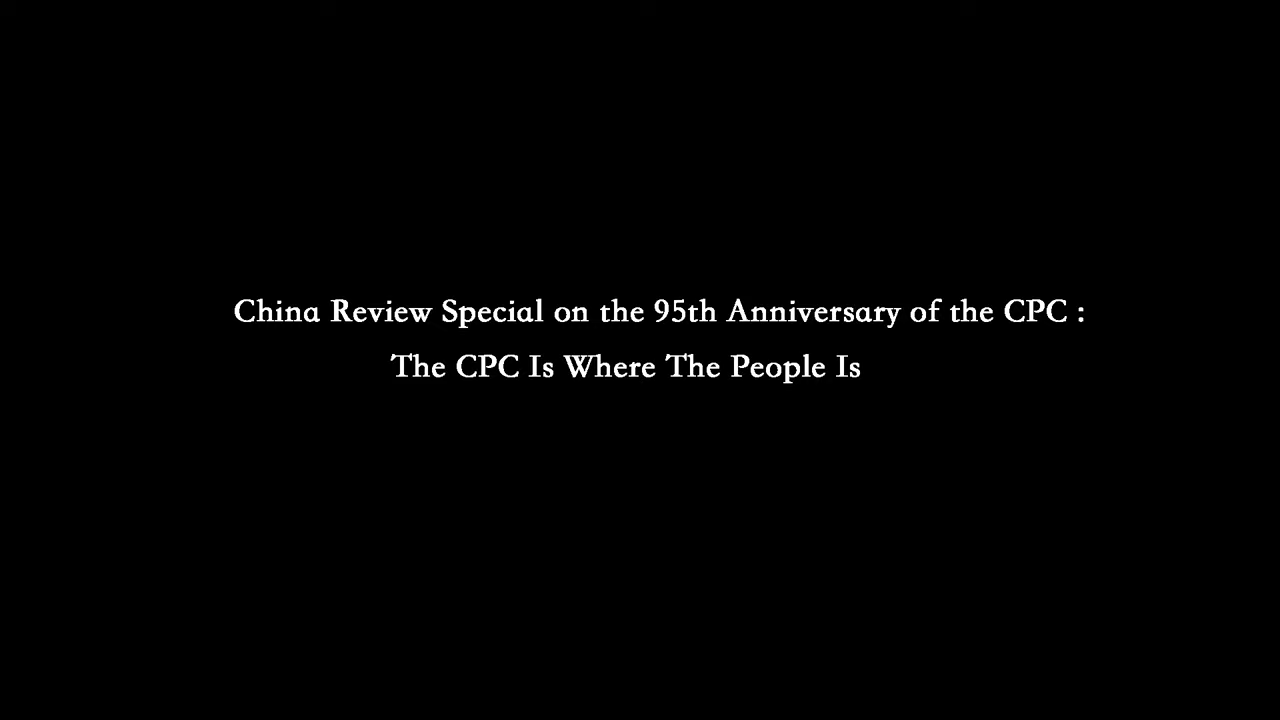 China Review Special on the 95th Anniversary of the CPC :
The CPC Is Where The People Is